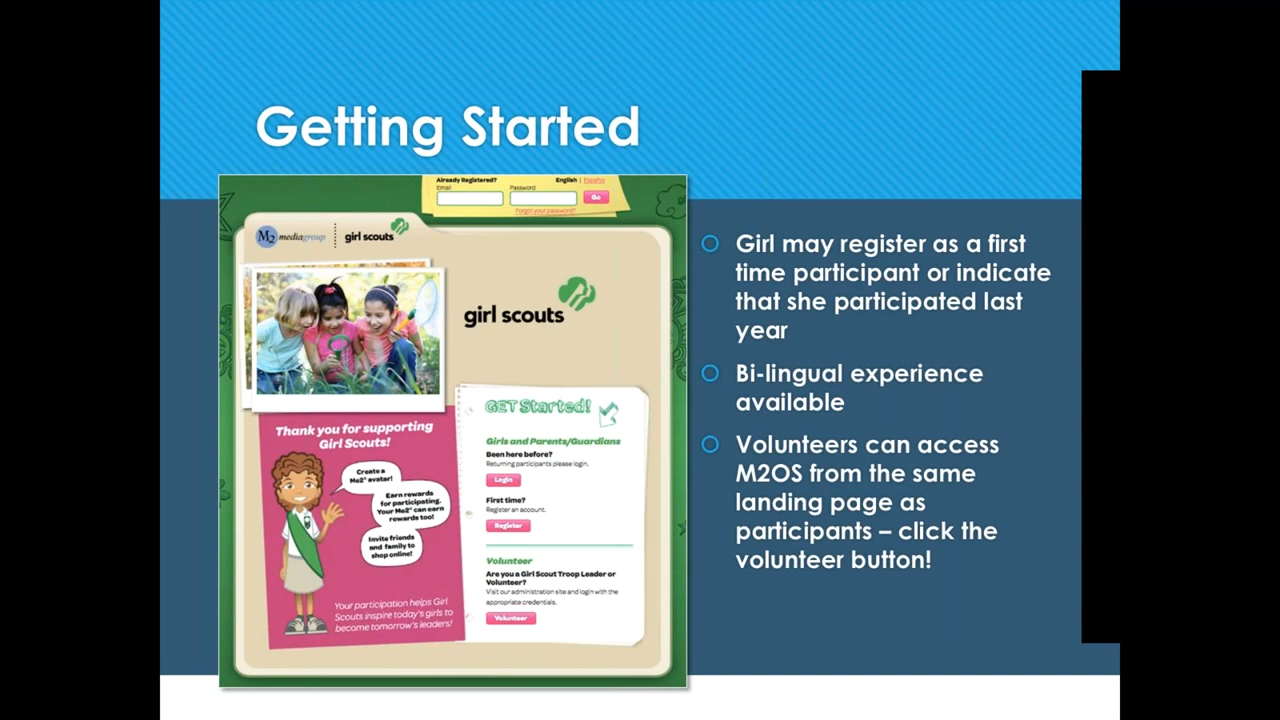 Getting Started
Already Registered?
English | Español
Email
Password
Go
Forgot your password?
M2 mediagroup
girl scouts
girl scouts
Thank you for supporting
Girl Scouts!
Create a
Me2* avatar!
Earn rewards
for participating.
Your Me2* can earn
rewards too!
Invite friends
and family to
shop online!
Your participation helps Girl
Scouts inspire today's girls to
become tomorrow's leaders!
GET Started!
Girls and Parents/Guardians
Been here before?
Returning participants please login.
Login
First time?
Register an account.
Register
Volunteer
Are you a Girl Scout Troop Leader or
Volunteer?
Visit our administration site and login with the
appropriate credentials.
Volunteer
Girl may register as a first
time participant or indicate
that she participated last
year
Bi-lingual experience
available
Volunteers can access
M2OS from the same
landing page as
participants – click the
volunteer button!